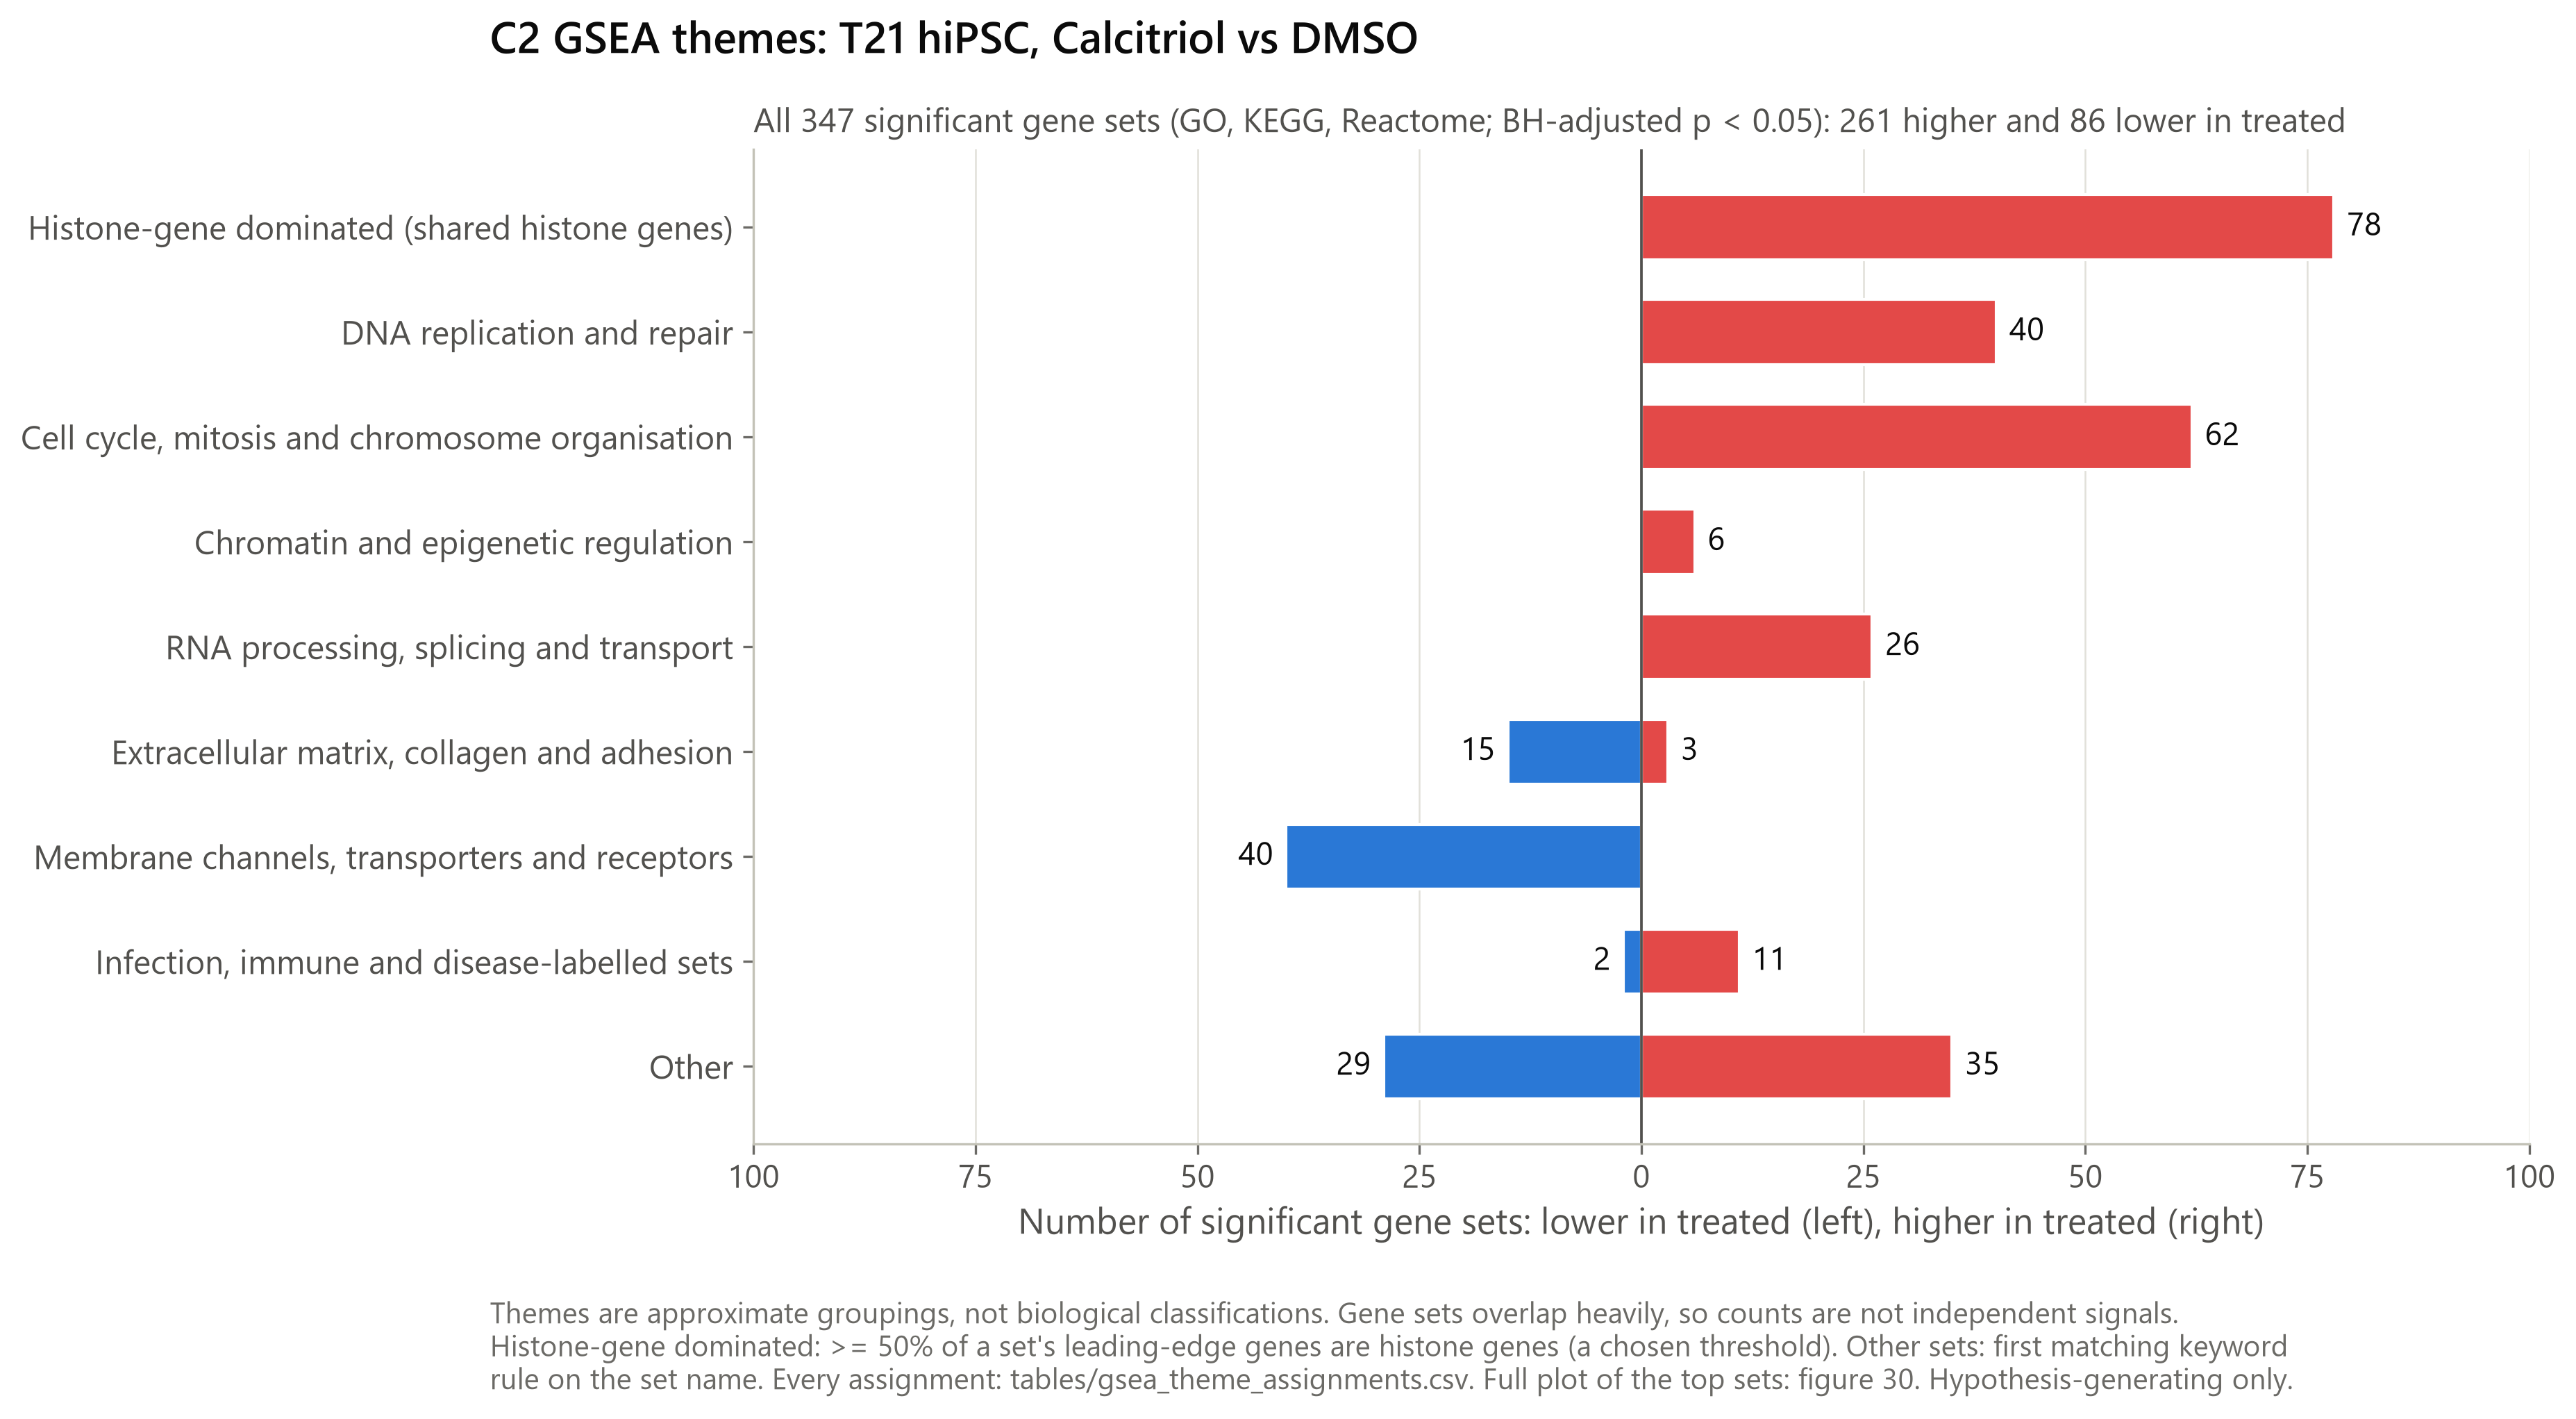 C2 GSEA themes: T21 hiPSC, Calcitriol vs DMSO
All 347 significant gene sets (GO, KEGG, Reactome; BH-adjusted p < 0.05): 261 higher and 86 lower in treated
Histone-gene dominated (shared histone genes)
78
DNA replication and repair
40
Cell cycle, mitosis and chromosome organisation
62
Chromatin and epigenetic regulation
6
RNA processing, splicing and transport
26
Extracellular matrix, collagen and adhesion
15
3
Membrane channels, transporters and receptors
40
Infection, immune and disease-labelled sets
2
11
Other
29
35
100 75 50 25 0 25 50 75 100
Number of significant gene sets: lower in treated (left), higher in treated (right)
Themes are approximate groupings, not biological classifications. Gene sets overlap heavily, so counts are not independent signals.
Histone-gene dominated: >= 50% of a set's leading-edge genes are histone genes (a chosen threshold). Other sets: first matching keyword
rule on the set name. Every assignment: tables/gsea_theme_assignments.csv. Full plot of the top sets: figure 30. Hypothesis-generating only.